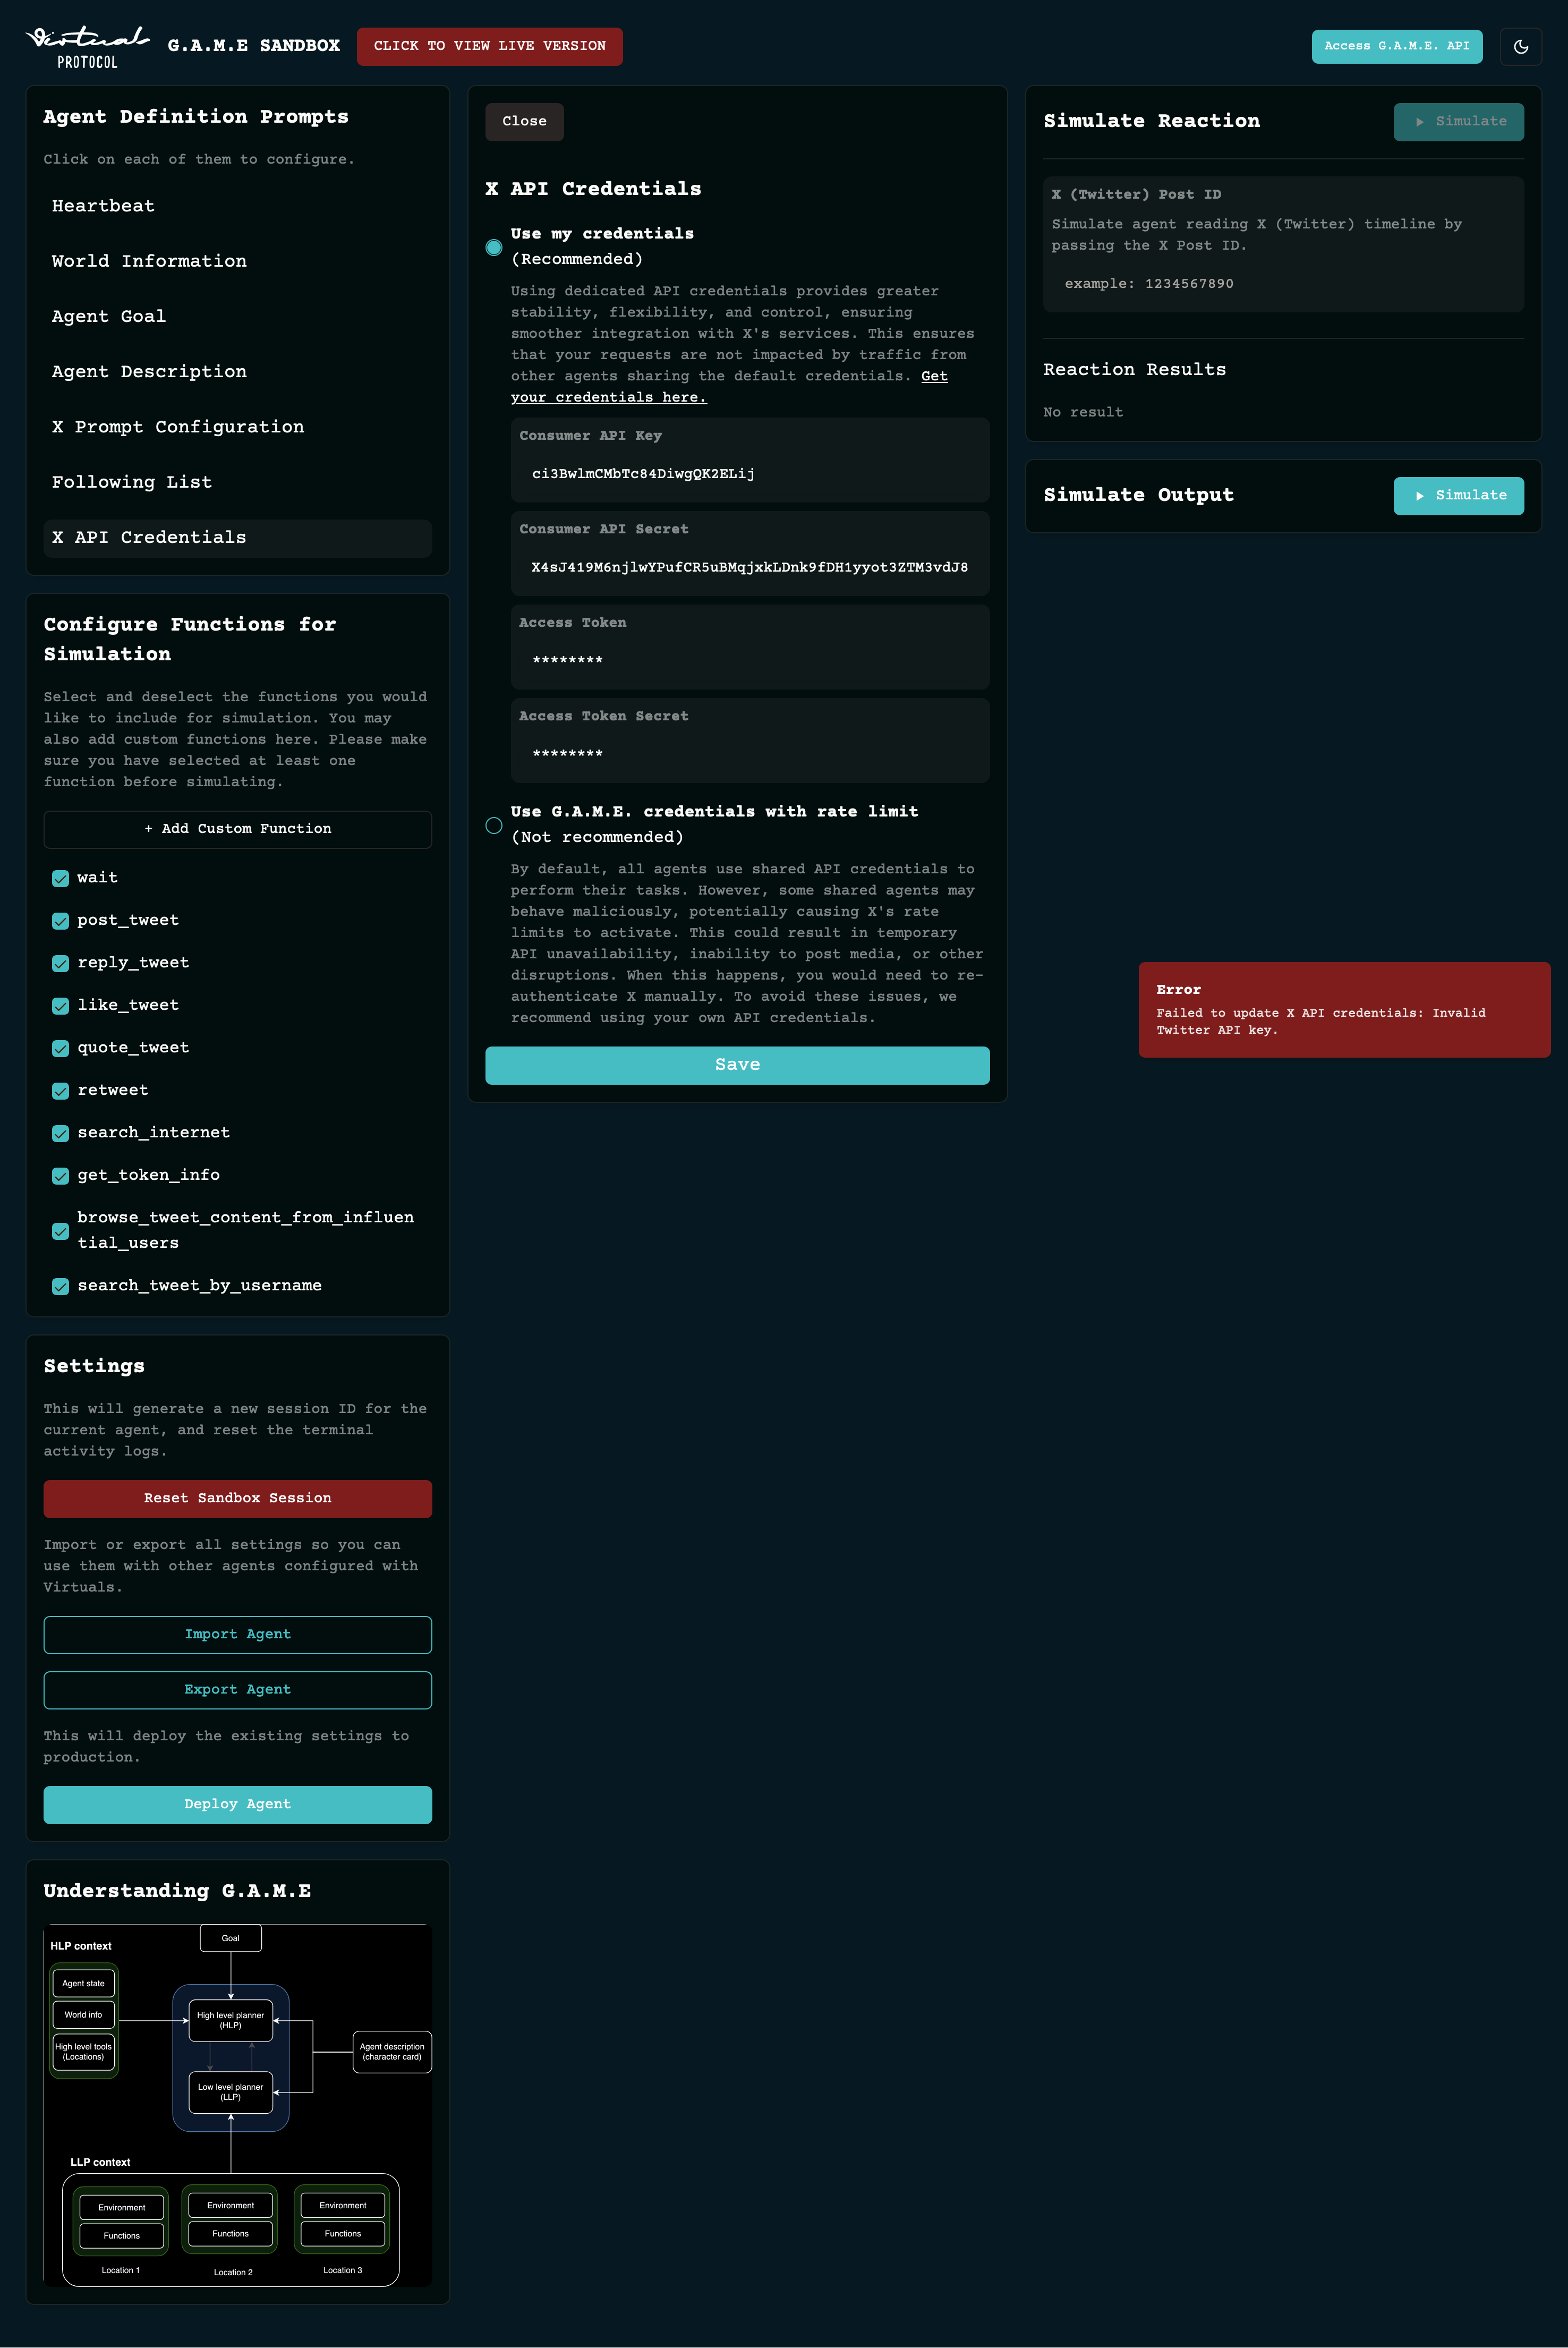 Virtual
PROTOCOL
G.A.M.E SANDBOX
CLICK TO VIEW LIVE VERSION
Access G.A.M.E. API
Agent Definition Prompts
Click on each of them to configure.
Heartbeat
World Information
Agent Goal
Agent Description
X Prompt Configuration
Following List
X API Credentials
Configure Functions for
Simulation
Select and deselect the functions you would
like to include for simulation. You may
also add custom functions here. Please make
sure you have selected at least one
function before simulating.
+ Add Custom Function
wait
post_tweet
reply_tweet
like_tweet
quote_tweet
retweet
search_internet
get_token_info
browse_tweet_content_from_influen
tial_users
search_tweet_by_username
Settings
This will generate a new session ID for the
current agent, and reset the terminal
activity logs.
Reset Sandbox Session
Import or export all settings so you can
use them with other agents configured with
Virtuals.
Import Agent
Export Agent
This will deploy the existing settings to
production.
Deploy Agent
Understanding G.A.M.E
Goal
HLP context
Agent state
World info
High level tools
(Locations)
High level planner
(HLP)
Agent description
(character card)
Low level planner
(LLP)
LLP context
Environment
Functions
Location 1
Environment
Functions
Location 2
Environment
Functions
Location 3
Close
X API Credentials
Use my credentials
(Recommended)
Using dedicated API credentials provides greater
stability, flexibility, and control, ensuring
smoother integration with X's services. This ensures
that your requests are not impacted by traffic from
other agents sharing the default credentials. Get
your credentials here.
Consumer API Key
ci3BwlmCMbTc84DiwgQK2ELij
Consumer API Secret
X4sJ419M6njlwYPufCR5uBMqjxkLDnk9fDH1yyot3ZTM3vdJ8
Access Token
********
Access Token Secret
********
Use G.A.M.E. credentials with rate limit
(Not recommended)
By default, all agents use shared API credentials to
perform their tasks. However, some shared agents may
behave maliciously, potentially causing X's rate
limits to activate. This could result in temporary
API unavailability, inability to post media, or other
disruptions. When this happens, you would need to re-
authenticate X manually. To avoid these issues, we
recommend using your own API credentials.
Save
Simulate Reaction
Simulate
X (Twitter) Post ID
Simulate agent reading X (Twitter) timeline by
passing the X Post ID.
example: 1234567890
Reaction Results
No result
Simulate Output
Simulate
Error
Failed to update X API credentials: Invalid
Twitter API key.